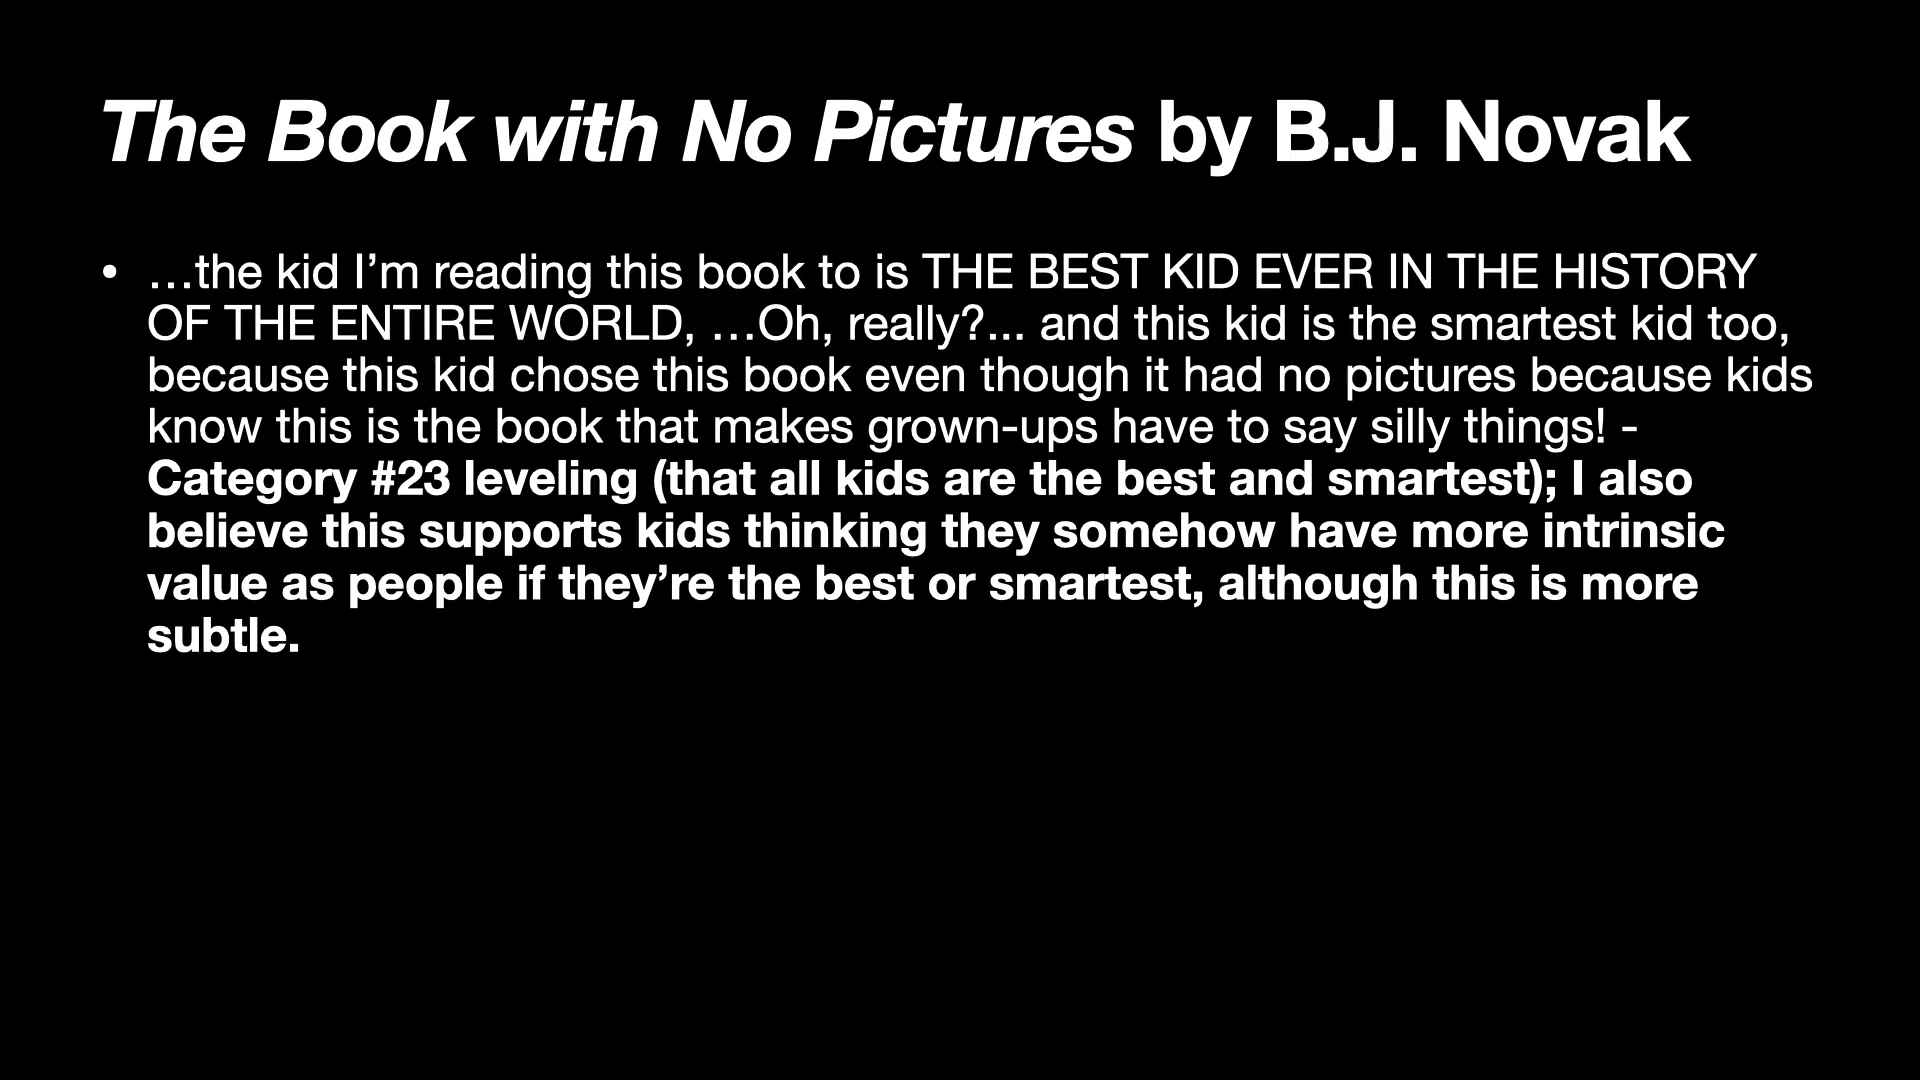 The Book with No Pictures by B.J. Novak
• …the kid I’m reading this book to is THE BEST KID EVER IN THE HISTORY
OF THE ENTIRE WORLD, …Oh, really?... and this kid is the smartest kid too,
because this kid chose this book even though it had no pictures because kids
know this is the book that makes grown-ups have to say silly things! -
Category #23 leveling (that all kids are the best and smartest); I also
believe this supports kids thinking they somehow have more intrinsic
value as people if they’re the best or smartest, although this is more
subtle.